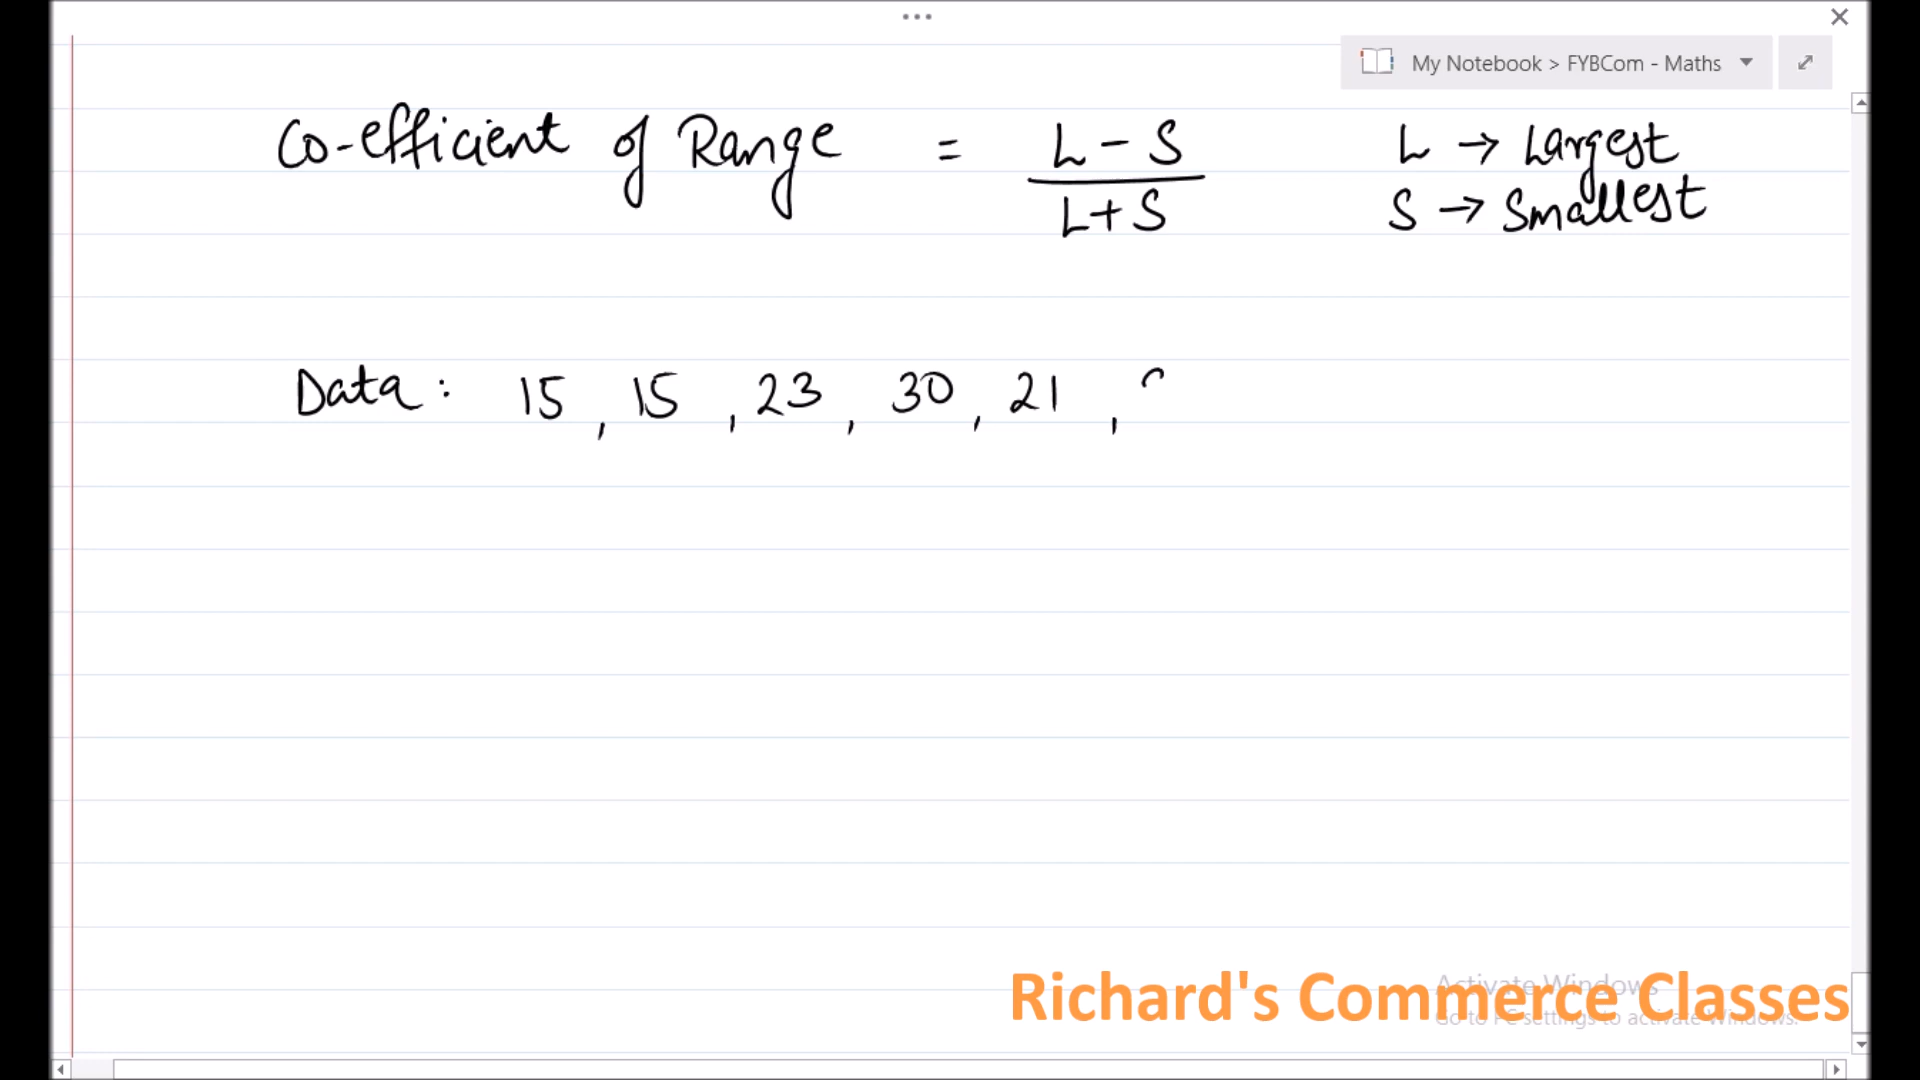 My Notebook > FYBCom - Maths
Co-efficient of Range = L - S / L + S
L → Largest
S → Smallest
Data: 15, 15, 23, 30, 21,
Activate Windows
Go to PC settings to activate Windows.
Richard's Commerce Classes